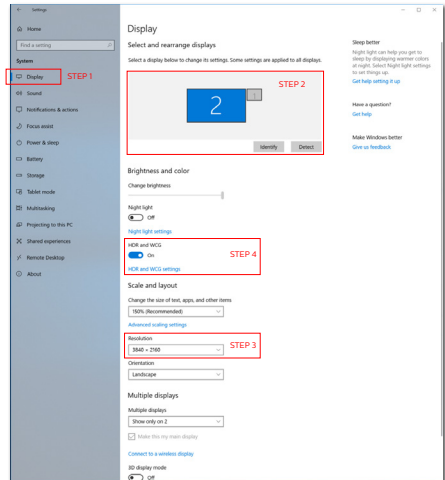 Settings
Home
Find a setting
System
Display
STEP 1
Sound
Notifications & actions
Focus assist
Power & sleep
Battery
Storage
Tablet mode
Multitasking
Projecting to this PC
Shared experiences
Remote Desktop
About
Display
Select and rearrange displays
Select a display below to change its settings. Some settings are applied to all displays.
STEP 2
2
Identify
Detect
Brightness and color
Change brightness
Night light
Off
Night light settings
HDR and WCG
On
STEP 4
HDR and WCG settings
Scale and layout
Change the size of text, apps, and other items
150% (Recommended)
Advanced scaling settings
Resolution
3840 × 2160
STEP 3
Orientation
Landscape
Multiple displays
Multiple displays
Show only on 2
Make this my main display
Connect to a wireless display
3D display mode
Off
Sleep better
Night light can help you get to
sleep by displaying warmer colors
at night. Select Night light settings
to set things up.
Get help setting it up
Have a question?
Get help
Make Windows better
Give us feedback